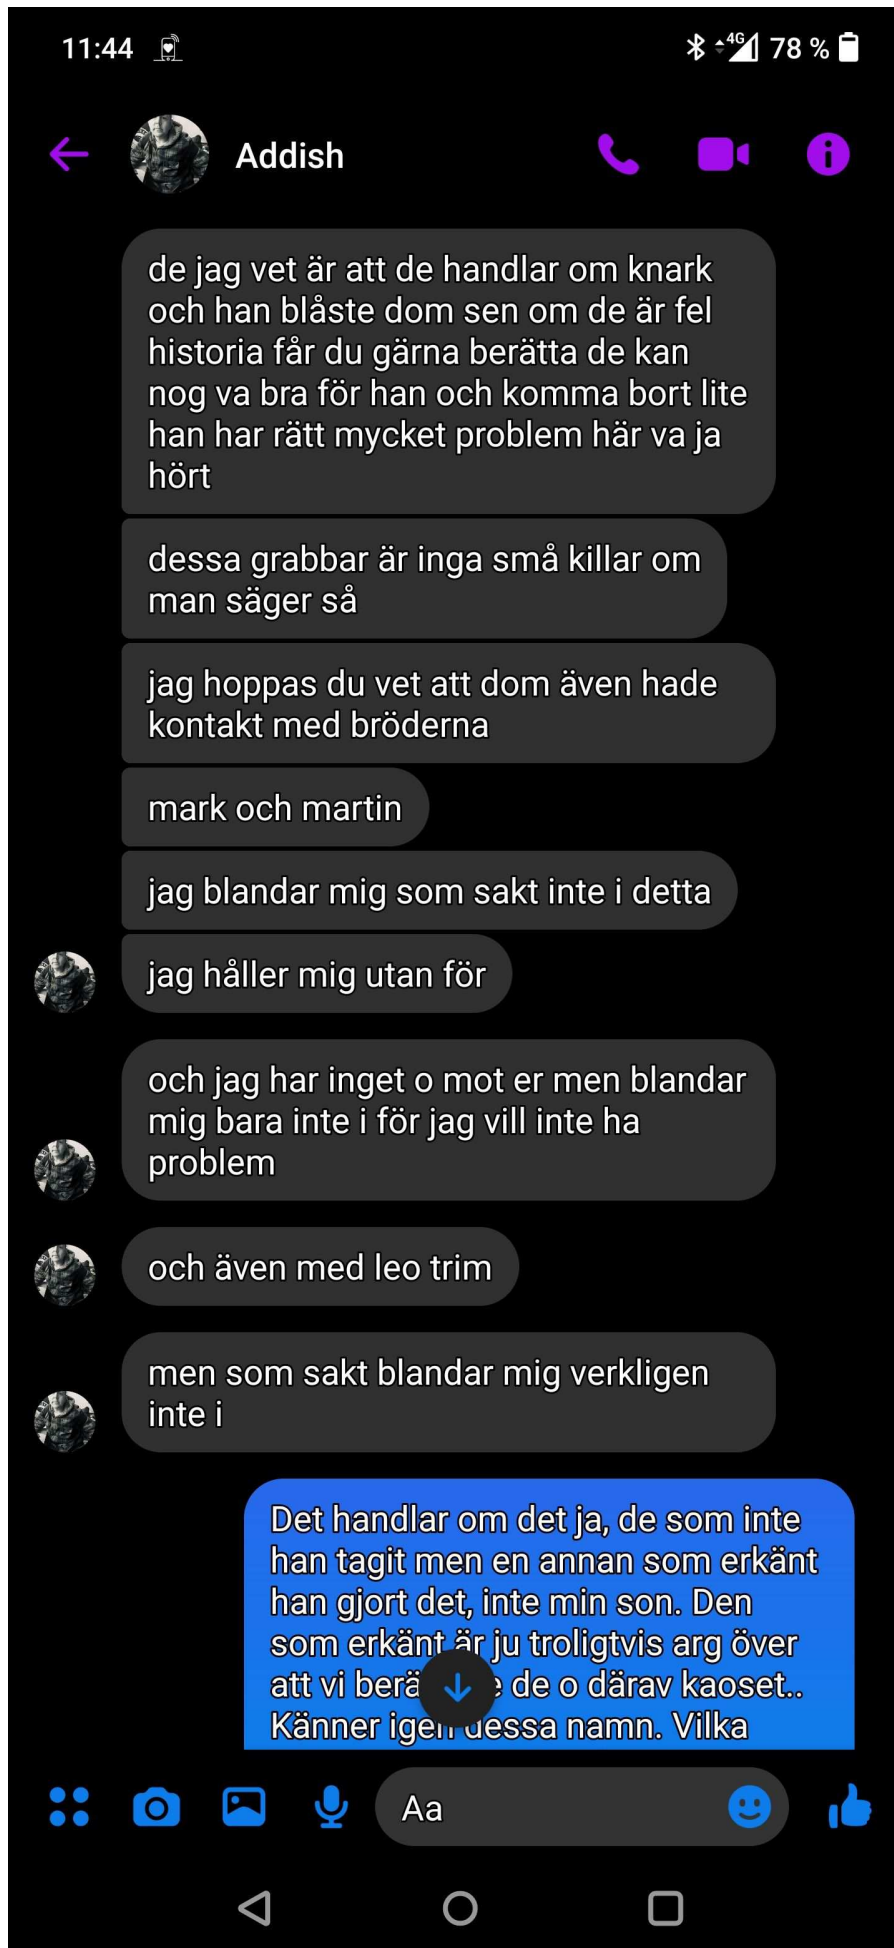 11:44
4G 78 %
Addish
de jag vet är att de handlar om knark
och han blåste dom sen om de är fel
historia får du gärna berätta de kan
nog va bra för han och komma bort lite
han har rätt mycket problem här va ja
hört
dessa grabbar är inga små killar om
man säger så
jag hoppas du vet att dom även hade
kontakt med bröderna
mark och martin
jag blandar mig som sakt inte i detta
jag håller mig utan för
och jag har inget o mot er men blandar
mig bara inte i för jag vill inte ha
problem
och även med leo trim
men som sakt blandar mig verkligen
inte i
Det handlar om det ja, de som inte
han tagit men en annan som erkänt
han gjort det, inte min son. Den
som erkänt är ju troligtvis arg över
att vi de o därav kaoset..
Känner igen dessa namn. Vilka
Aa